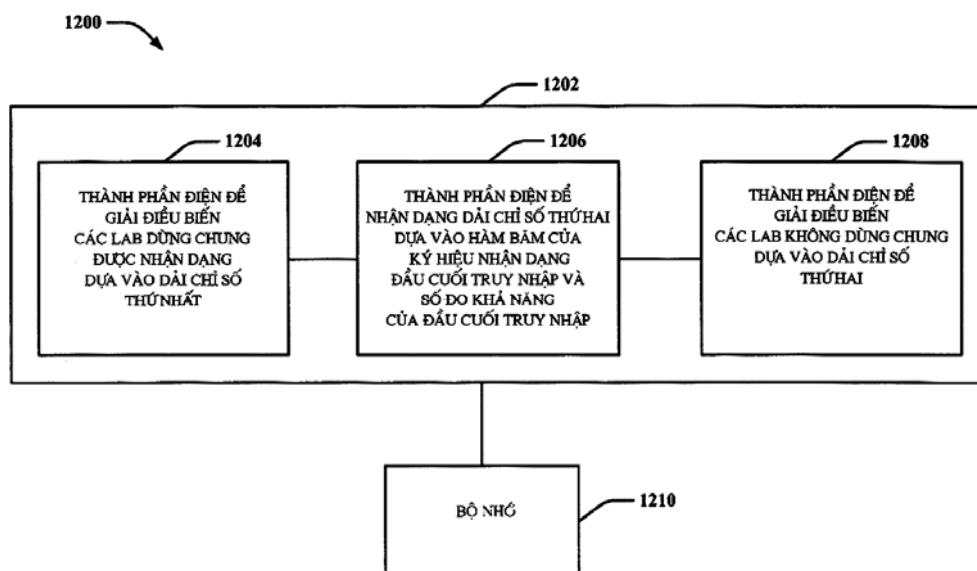 1200
1202
1204
THÀNH PHẦN ĐIỆN ĐỂ
GIẢI ĐIỀU BIẾN
CÁC LAB DÙNG CHUNG
ĐƯỢC NHẬN DẠNG
DỰA VÀO DẢI CHỈ SỐ
THỨ NHẤT
1206
THÀNH PHẦN ĐIỆN ĐỂ
NHẬN DẠNG DẢI CHỈ SỐ THỨ HAI
DỰA VÀO HÀM BĂM CỦA
KÝ HIỆU NHẬN DẠNG
ĐẦU CUỐI TRUY NHẬP VÀ
SỐ ĐO KHẢ NĂNG
CỦA ĐẦU CUỐI TRUY NHẬP
1208
THÀNH PHẦN ĐIỆN ĐỂ
GIẢI ĐIỀU BIẾN
CÁC LAB KHÔNG DÙNG CHUNG
DỰA VÀO DẢI CHỈ SỐ
THỨ HAI
BỘ NHỚ
1210